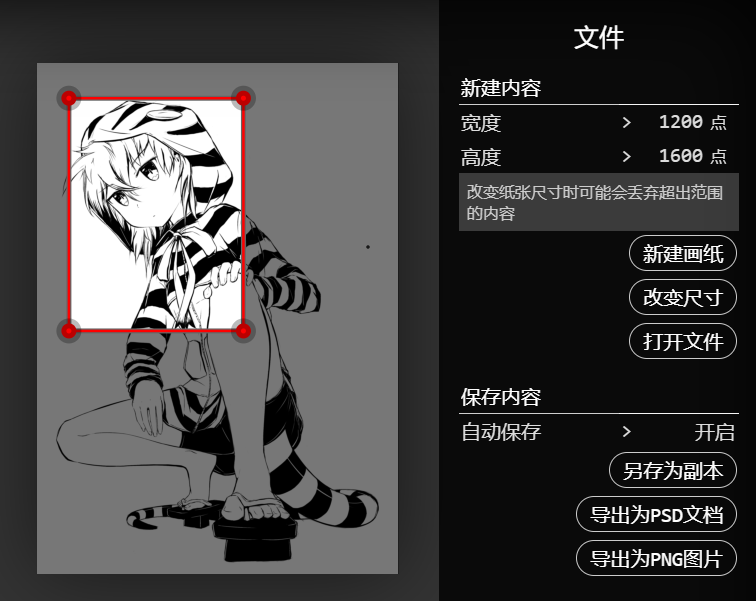 文件
新建内容
宽度 > 1200 点
高度 > 1600 点
改变纸张尺寸时可能会丢弃超出范围
的内容
新建画纸
改变尺寸
打开文件
保存内容
自动保存 > 开启
另存为副本
导出为PSD文档
导出为PNG图片